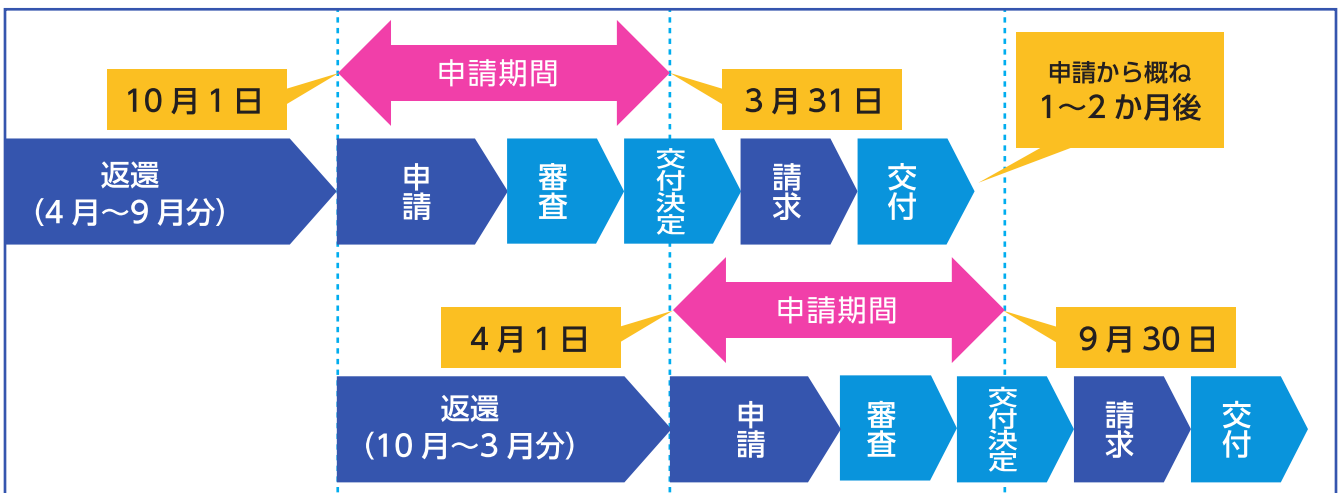 申請期間
10月1日
3月31日
申請から概ね
1～2か月後
返還
（4月～9月分）
申請
審査
交付決定
請求
交付
申請期間
4月1日
9月30日
返還
（10月～3月分）
申請
審査
交付決定
請求
交付